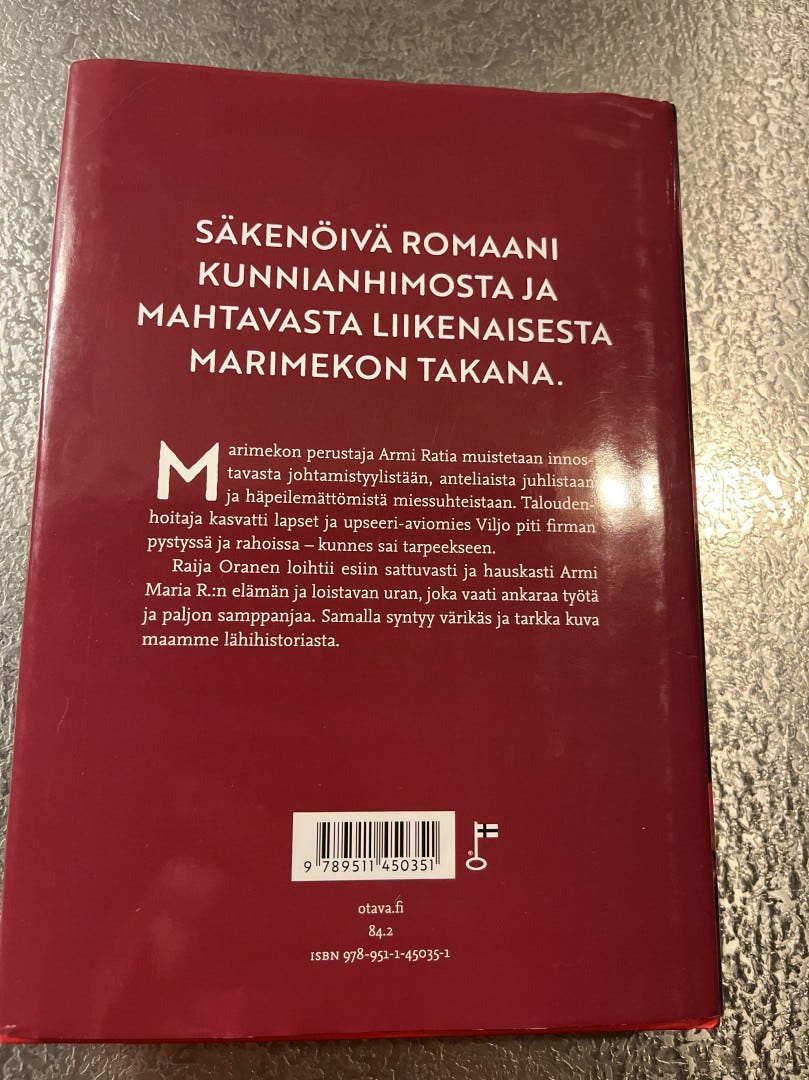 SÄKENÖIVÄ ROMAANI
KUNNIANHIMOSTA JA
MAHTAVASTA LIIKENAISESTA
MARIMEKON TAKANA.
Marimekon perustaja Armi Ratia muistetaan innos-
tavasta johtamistyylistään, anteliaista juhlistaan
ja häpeilemättömistä miessuhteistaan. Talouden-
hoitaja kasvatti lapset ja upseeri-aviomies Viljo piti firman
pystyssä ja rahoissa – kunnes sai tarpeekseen.
Raija Oranen loihtii esiin sattuvasti ja hauskasti Armi
Maria R.:n elämän ja loistavan uran, joka vaati ankaraa työtä
ja paljon samppanjaa. Samalla syntyy värikäs ja tarkka kuva
maamme lähihistoriasta.
9 789511 450351
otava.fi
84.2
ISBN 978-951-1-45035-1